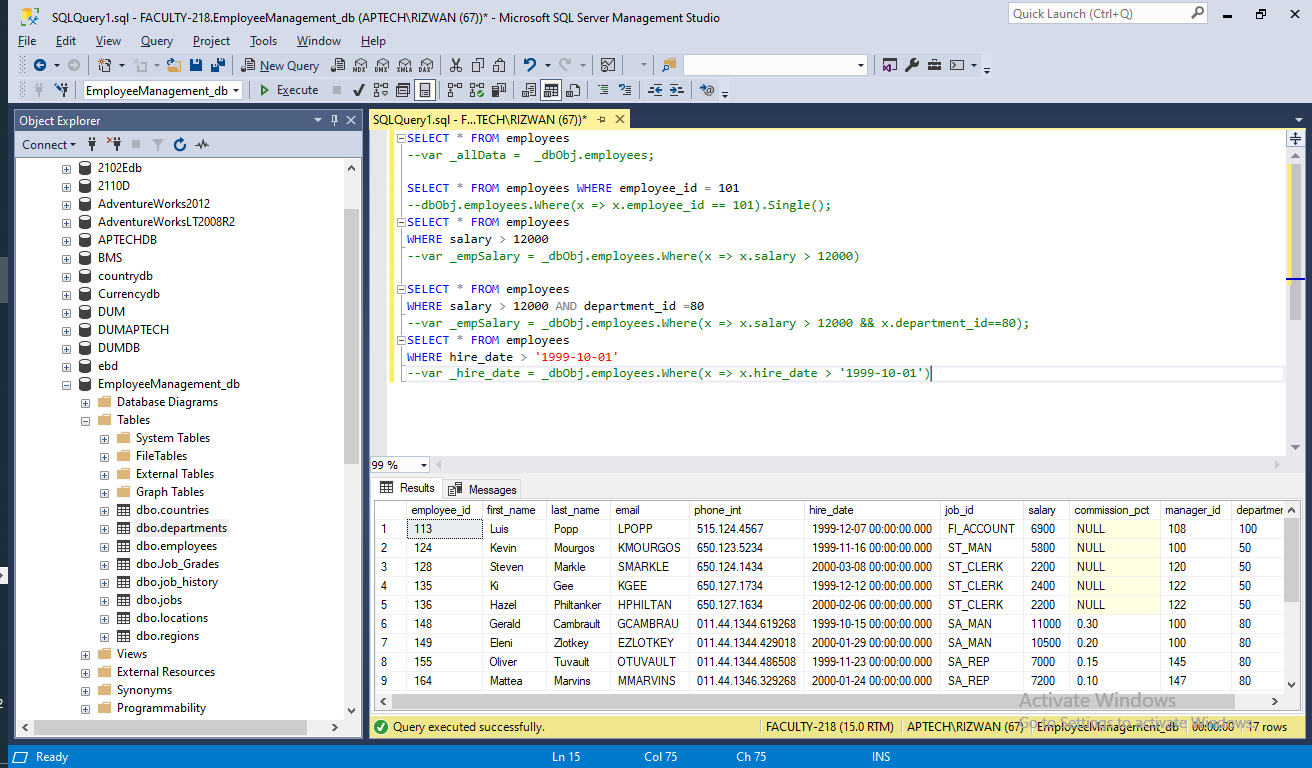 SQLQuery1.sql - FACULTY-218.EmployeeManagement_db (APTECH\RIZWAN (67))* - Microsoft SQL Server Management Studio
Quick Launch (Ctrl+Q)
File Edit View Query Project Tools Window Help
New Query
MDX DMX XMLA DAX
EmployeeManagement_db
Execute
Object Explorer
Connect
2102Edb
2110D
AdventureWorks2012
AdventureWorksLT2008R2
APTECHDB
BMS
countrydb
Currencydb
DUM
DUMAPTECH
DUMDB
ebd
EmployeeManagement_db
Database Diagrams
Tables
System Tables
FileTables
External Tables
Graph Tables
dbo.countries
dbo.departments
dbo.employees
dbo.Job_Grades
dbo.job_history
dbo.jobs
dbo.locations
dbo.regions
Views
External Resources
Synonyms
Programmability
SQLQuery1.sql - F...TECH\RIZWAN (67))*
SELECT * FROM employees
--var _allData =  _dbObj.employees;
SELECT * FROM employees WHERE employee_id = 101
--dbObj.employees.Where(x => x.employee_id == 101).Single();
SELECT * FROM employees
WHERE salary > 12000
--var _empSalary = _dbObj.employees.Where(x => x.salary > 12000)
SELECT * FROM employees
WHERE salary > 12000 AND department_id =80
--var _empSalary = _dbObj.employees.Where(x => x.salary > 12000 && x.department_id==80);
SELECT * FROM employees
WHERE hire_date > '1999-10-01'
--var _hire_date = _dbObj.employees.Where(x => x.hire_date > '1999-10-01')
99 %
Results Messages
employee_id first_name last_name email phone_int hire_date job_id salary commission_pct manager_id departmer
1 113 Luis Popp LPOPP 515.124.4567 1999-12-07 00:00:00.000 FI_ACCOUNT 6900 NULL 108 100
2 124 Kevin Mourgos KMOURGOS 650.123.5234 1999-11-16 00:00:00.000 ST_MAN 5800 NULL 100 50
3 128 Steven Markle SMARKLE 650.124.1434 2000-03-08 00:00:00.000 ST_CLERK 2200 NULL 120 50
4 135 Ki Gee KGEE 650.127.1734 1999-12-12 00:00:00.000 ST_CLERK 2400 NULL 122 50
5 136 Hazel Philtanker HPHILTAN 650.127.1634 2000-02-06 00:00:00.000 ST_CLERK 2200 NULL 122 50
6 148 Gerald Cambrault GCAMBRAU 011.44.1344.619268 1999-10-15 00:00:00.000 SA_MAN 11000 0.30 100 80
7 149 Eleni Zlotkey EZLOTKEY 011.44.1344.429018 2000-01-29 00:00:00.000 SA_MAN 10500 0.20 100 80
8 155 Oliver Tuvault OTUVAULT 011.44.1344.486508 1999-11-23 00:00:00.000 SA_REP 7000 0.15 145 80
9 164 Mattea Marvins MMARVINS 011.44.1346.329268 2000-01-24 00:00:00.000 SA_REP 7200 0.10 147 80
Activate Windows
Go to Settings to activate Windows.
Query executed successfully. FACULTY-218 (15.0 RTM) APTECH\RIZWAN (67) EmployeeManagement_db 00:00:00 17 rows
Ready Ln 15 Col 75 Ch 75 INS